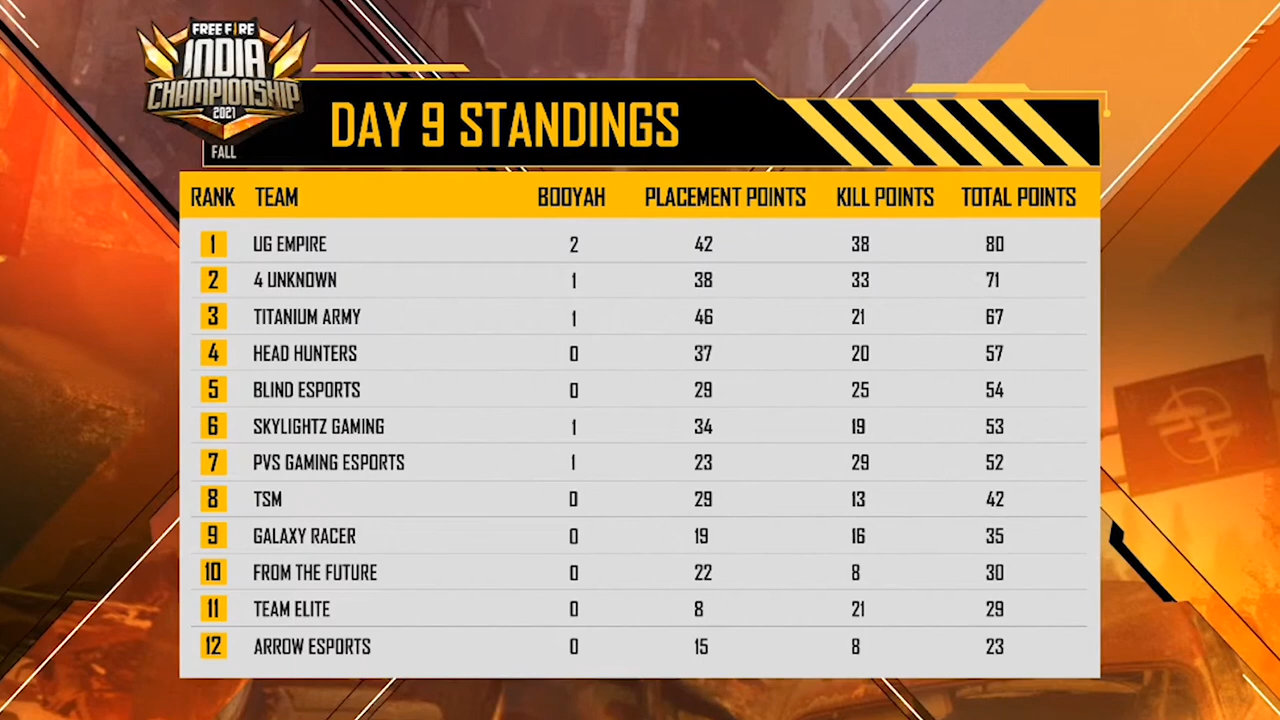 FREE FIRE
INDIA
CHAMPIONSHIP
2021
FALL
DAY 9 STANDINGS
RANK TEAM BOOYAH PLACEMENT POINTS KILL POINTS TOTAL POINTS
1 UG EMPIRE 2 42 38 80
2 4 UNKNOWN 1 38 33 71
3 TITANIUM ARMY 1 46 21 67
4 HEAD HUNTERS 0 37 20 57
5 BLIND ESPORTS 0 29 25 54
6 SKYLIGHTZ GAMING 1 34 19 53
7 PVS GAMING ESPORTS 1 23 29 52
8 TSM 0 29 13 42
9 GALAXY RACER 0 19 16 35
10 FROM THE FUTURE 0 22 8 30
11 TEAM ELITE 0 8 21 29
12 ARROW ESPORTS 0 15 8 23